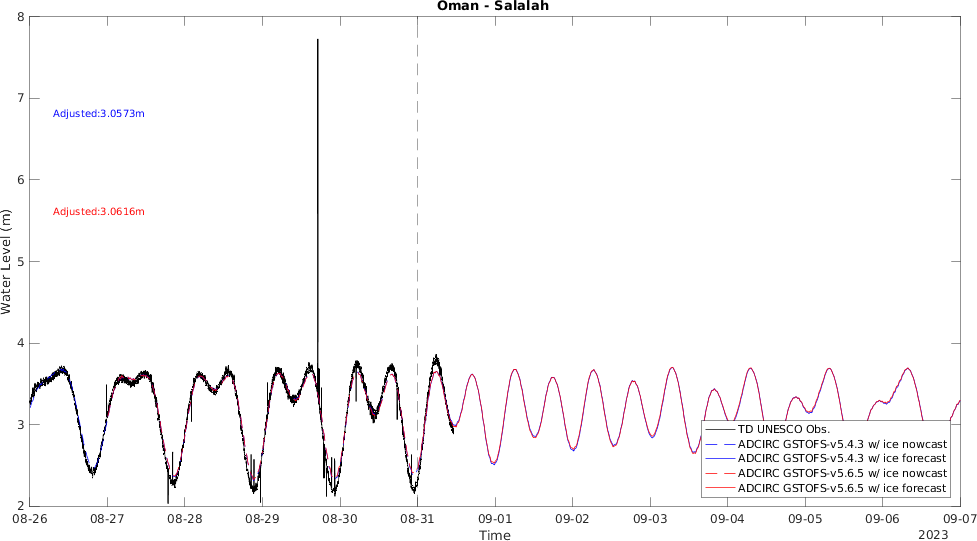 Oman - Salalah
8
7
6
5
4
3
2
Water Level (m)
Adjusted:3.0573m
Adjusted:3.0616m
TD UNESCO Obs.
ADCIRC GSTOFS-v5.4.3 w/ ice nowcast
ADCIRC GSTOFS-v5.4.3 w/ ice forecast
ADCIRC GSTOFS-v5.6.5 w/ ice nowcast
ADCIRC GSTOFS-v5.6.5 w/ ice forecast
08-26 08-27 08-28 08-29 08-30 08-31 09-01 09-02 09-03 09-04 09-05 09-06 09-07
Time
2023